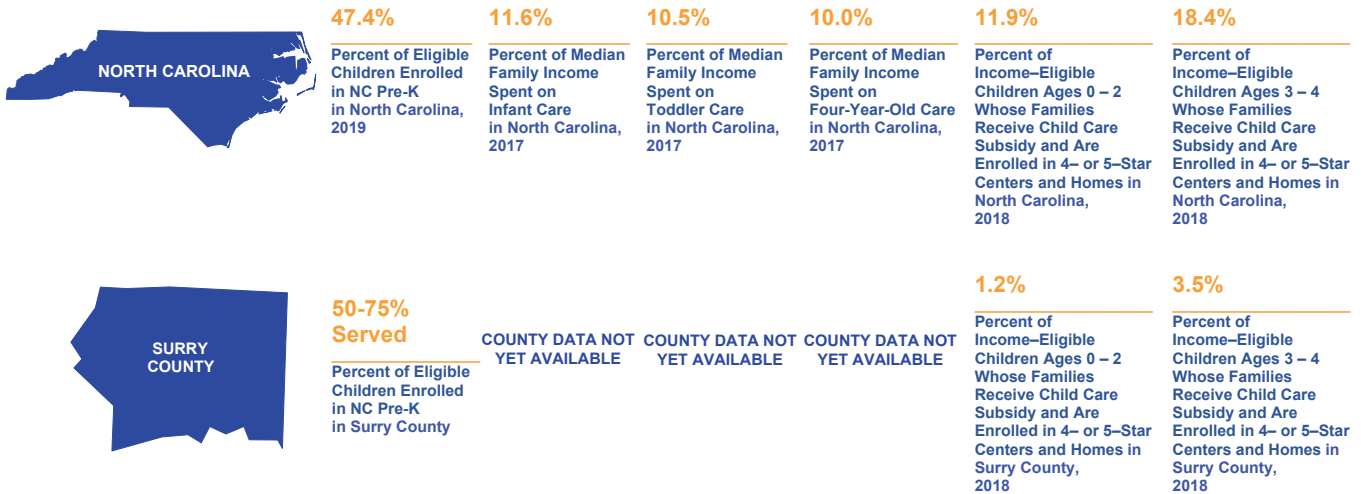 NORTH CAROLINA
47.4%
Percent of Eligible
Children Enrolled
in NC Pre-K
in North Carolina,
2019
11.6%
Percent of Median
Family Income
Spent on
Infant Care
in North Carolina,
2017
10.5%
Percent of Median
Family Income
Spent on
Toddler Care
in North Carolina,
2017
10.0%
Percent of Median
Family Income
Spent on
Four-Year-Old Care
in North Carolina,
2017
11.9%
Percent of
Income–Eligible
Children Ages 0 – 2
Whose Families
Receive Child Care
Subsidy and Are
Enrolled in 4– or 5–Star
Centers and Homes in
North Carolina,
2018
18.4%
Percent of
Income–Eligible
Children Ages 3 – 4
Whose Families
Receive Child Care
Subsidy and Are
Enrolled in 4– or 5–Star
Centers and Homes in
North Carolina,
2018
SURRY
COUNTY
50-75%
Served
Percent of Eligible
Children Enrolled
in NC Pre-K
in Surry County
COUNTY DATA NOT
YET AVAILABLE
COUNTY DATA NOT
YET AVAILABLE
COUNTY DATA NOT
YET AVAILABLE
1.2%
Percent of
Income–Eligible
Children Ages 0 – 2
Whose Families
Receive Child Care
Subsidy and Are
Enrolled in 4– or 5–Star
Centers and Homes in
Surry County,
2018
3.5%
Percent of
Income–Eligible
Children Ages 3 – 4
Whose Families
Receive Child Care
Subsidy and Are
Enrolled in 4– or 5–Star
Centers and Homes in
Surry County,
2018